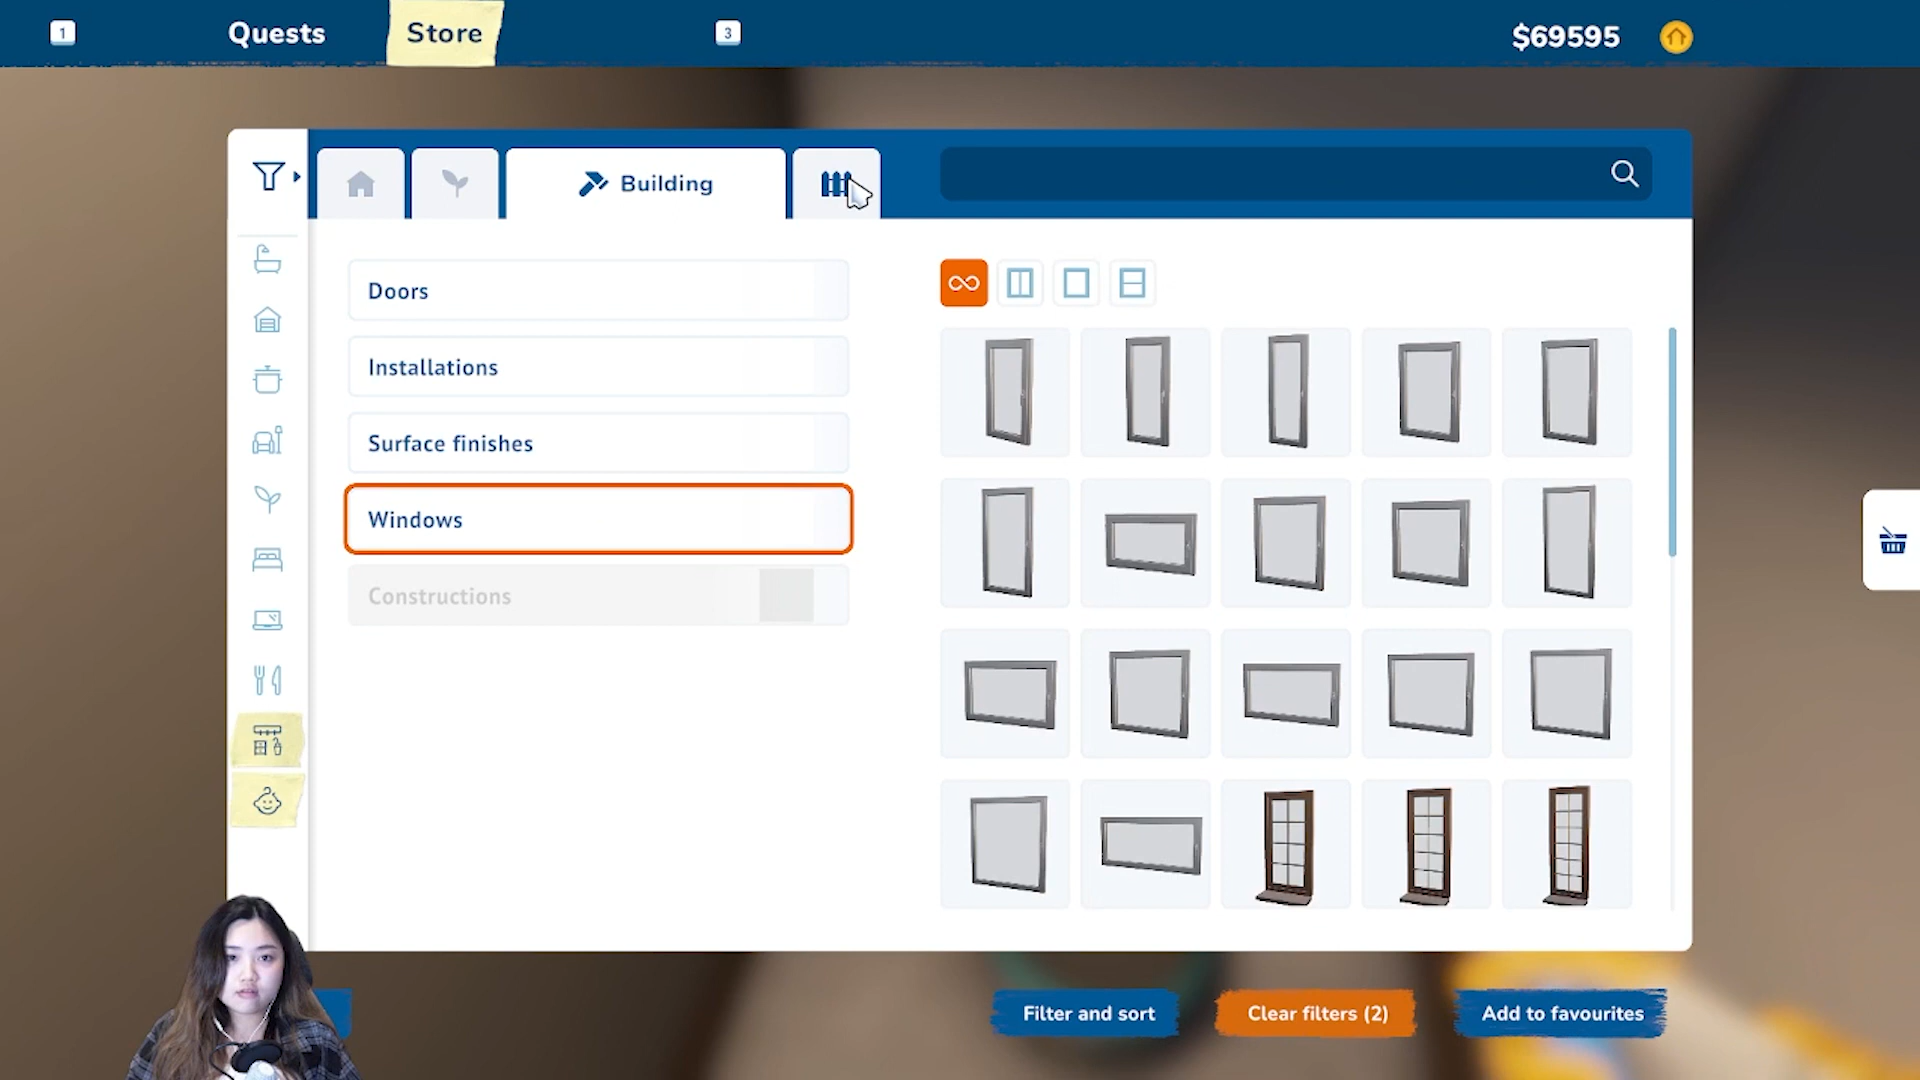 1
Quests
Store
3
$69595
Building
Doors
Installations
Surface finishes
Windows
Constructions
Filter and sort
Clear filters (2)
Add to favourites